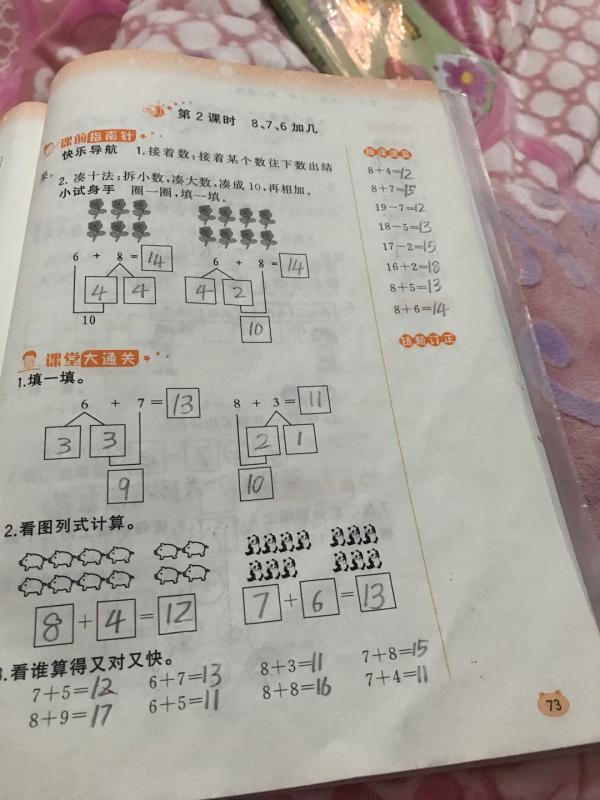 第2课时 8、7、6加几
课前指南针
快乐导航 1.接着数:接着某个数往下数出结
果。2.凑十法:拆小数,凑大数,凑成10,再相加。
小试身手 圈一圈,填一填。
6 + 8 = 14
4 4
10
6 + 8 = 14
4 2
10
课堂大通关
1.填一填。
6 + 7 = 13
3 3
9
8 + 3 = 11
2 1
10
2.看图列式计算。
8 + 4 = 12
7 + 6 = 13
3.看谁算得又对又快。
7+5=12 6+7=13 8+3=11 7+8=15
8+9=17 6+5=11 8+8=16 7+4=11
8+4=12
8+7=15
19-7=12
18-5=13
17-2=15
16+2=18
8+5=13
8+6=14
错题订正
73